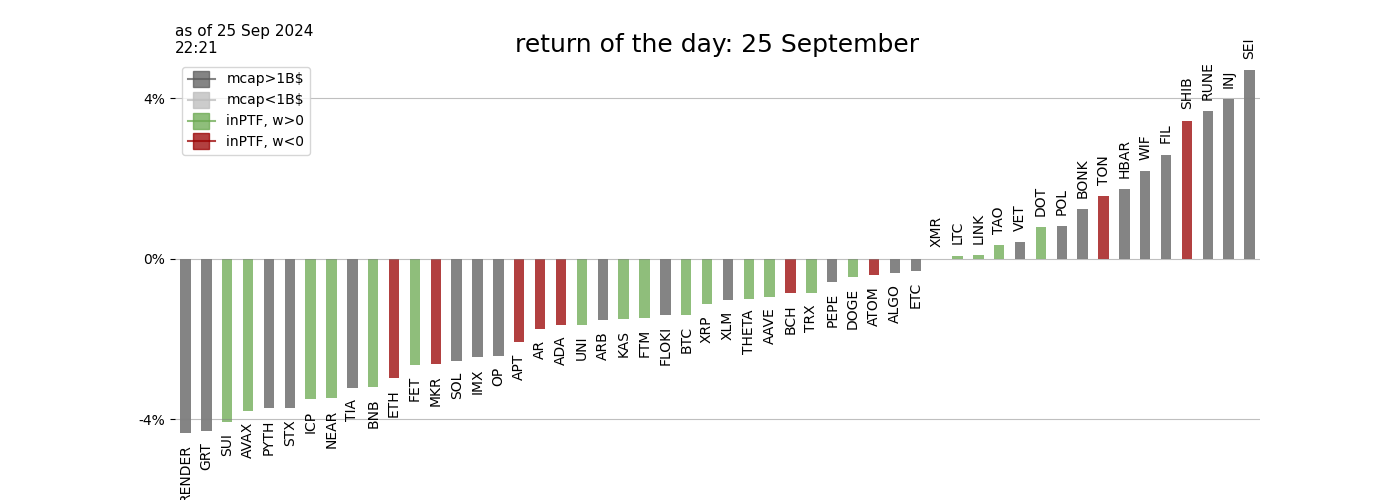 as of 25 Sep 2024
22:21
return of the day: 25 September
mcap>1B$
mcap<1B$
inPTF, w>0
inPTF, w<0
4%
0%
-4%
RENDER
GRT
SUI
AVAX
PYTH
STX
ICP
NEAR
TIA
BNB
ETH
FET
MKR
SOL
IMX
OP
APT
AR
ADA
UNI
ARB
KAS
FTM
FLOKI
BTC
XRP
XLM
THETA
AAVE
BCH
TRX
PEPE
DOGE
ATOM
ALGO
ETC
XMR
LTC
LINK
TAO
VET
DOT
POL
BONK
TON
HBAR
WIF
FIL
SHIB
RUNE
INJ
SEI